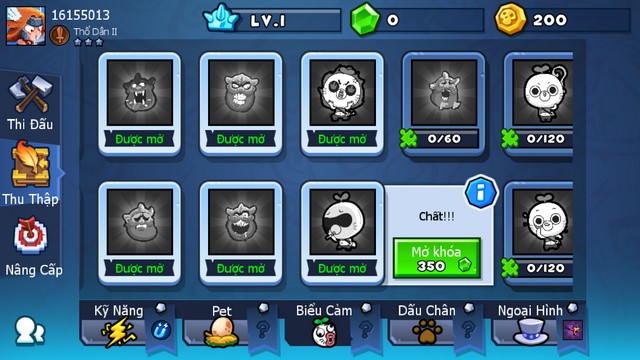 16155013
Thổ Dân II
LV.1
0
200
Thi Đấu
Thu Thập
Nâng Cấp
Được mở
Được mở
Được mở
0/60
0/120
Được mở
Được mở
Được mở
Chất!!!
Mở khóa
350
0/120
Kỹ Năng
Pet
Biểu Cảm
Dấu Chân
Ngoại Hình